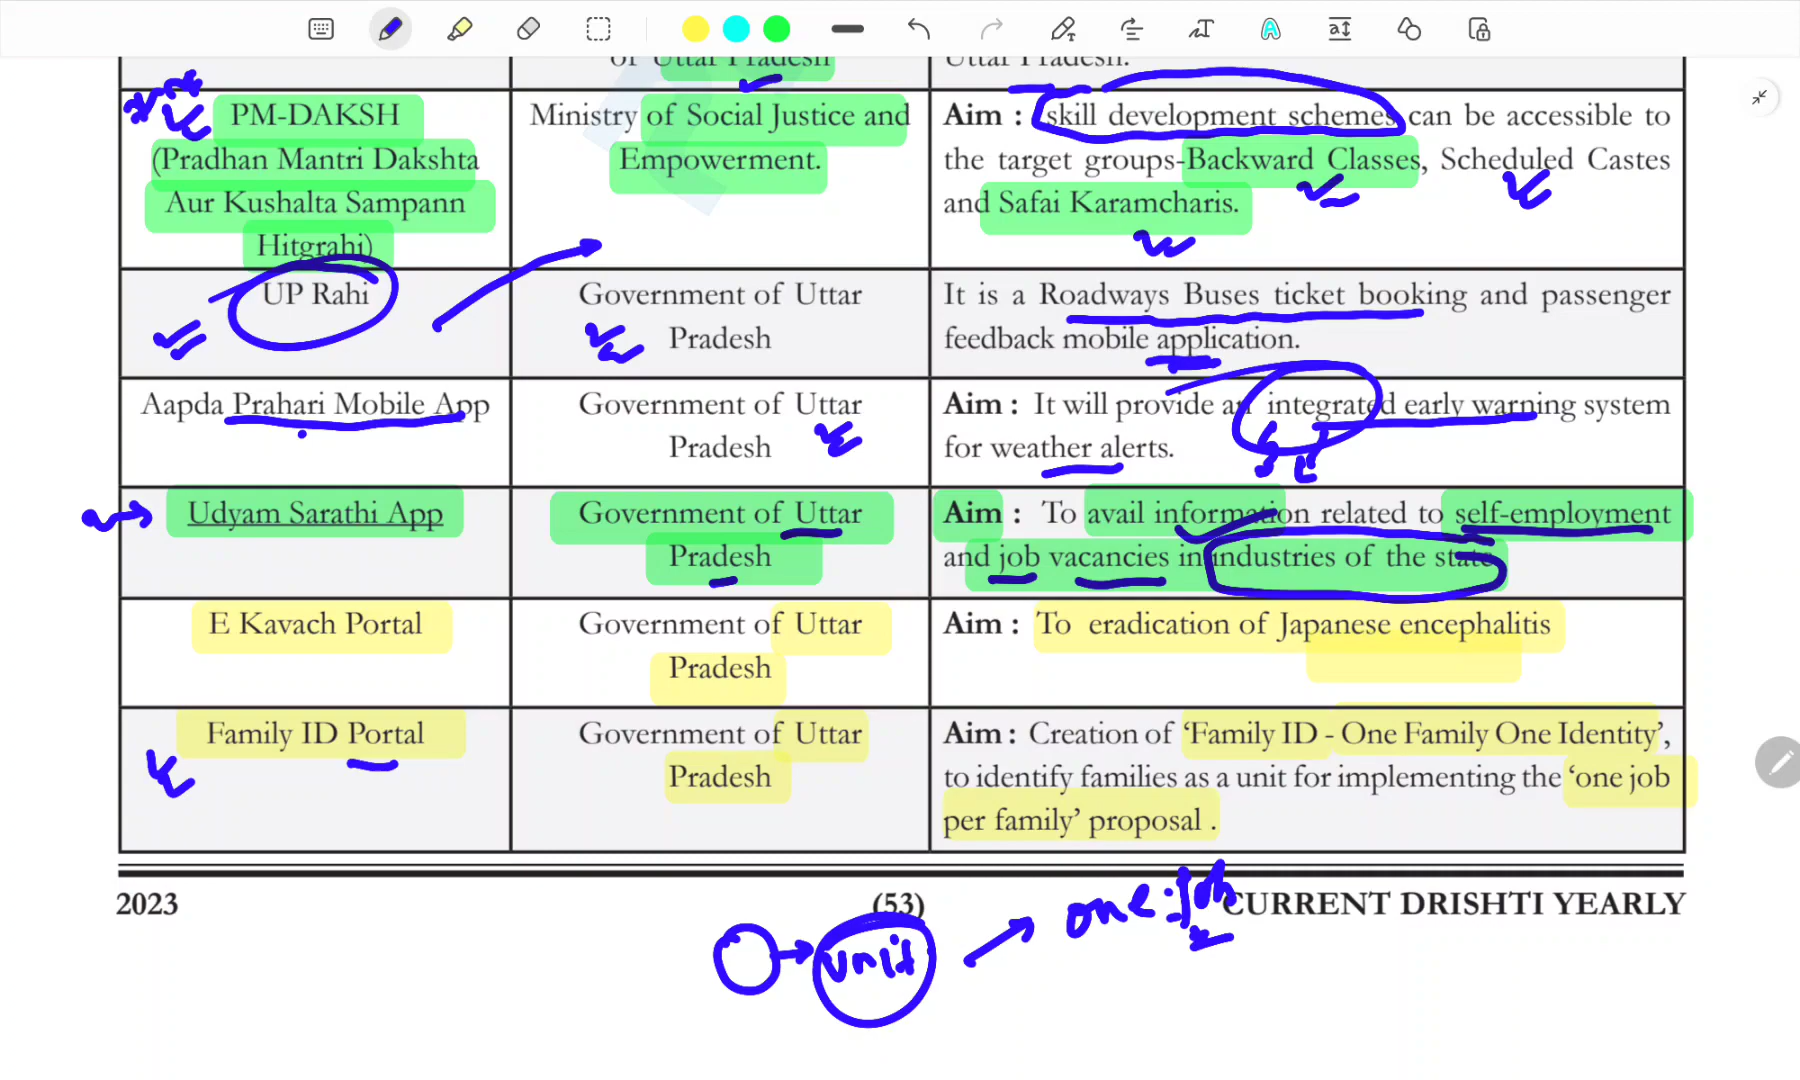 of Uttar Pradesh
Uttar Pradesh.
PM-DAKSH
(Pradhan Mantri Dakshta
Aur Kushalta Sampann
Hitgrahi)
Ministry of Social Justice and
Empowerment.
Aim : skill development schemes can be accessible to
the target groups-Backward Classes, Scheduled Castes
and Safai Karamcharis.
UP Rahi
Government of Uttar
Pradesh
It is a Roadways Buses ticket booking and passenger
feedback mobile application.
Aapda Prahari Mobile App
Government of Uttar
Pradesh
Aim : It will provide an integrated early warning system
for weather alerts.
Udyam Sarathi App
Government of Uttar
Pradesh
Aim : To avail information related to self-employment
and job vacancies in industries of the state
E Kavach Portal
Government of Uttar
Pradesh
Aim : To eradication of Japanese encephalitis
Family ID Portal
Government of Uttar
Pradesh
Aim : Creation of ‘Family ID - One Family One Identity’,
to identify families as a unit for implementing the ‘one job
per family’ proposal .
2023
(53)
CURRENT DRISHTI YEARLY
unit
one job